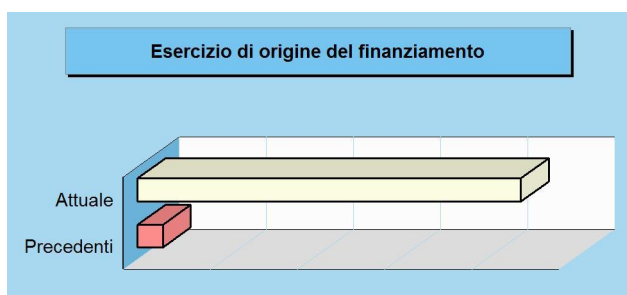 Esercizio di origine del finanziamento
Attuale
Precedenti